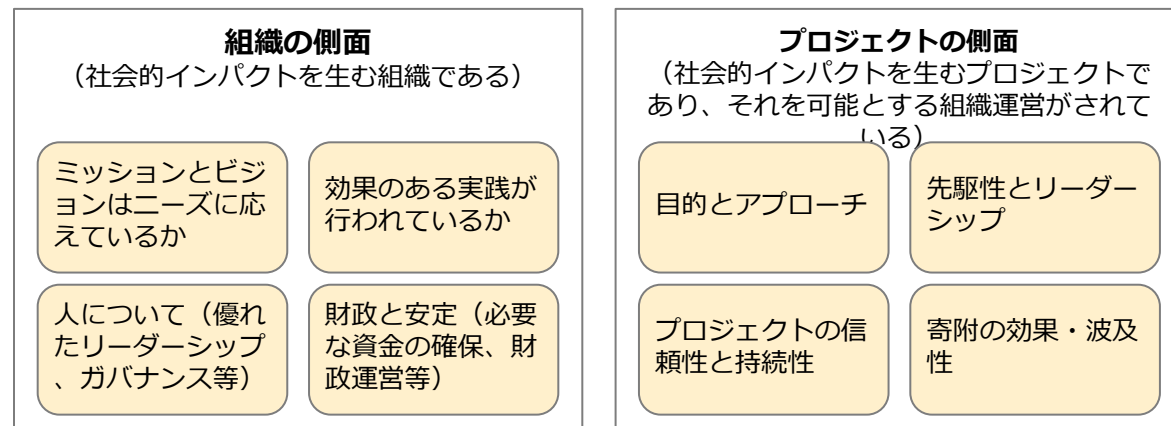 組織の側面
（社会的インパクトを生む組織である）
ミッションとビジ
ョンはニーズに応
えているか
効果のある実践が
行われているか
人について（優れ
たリーダーシップ
、ガバナンス等）
財政と安定（必要
な資金の確保、財
政運営等）
プロジェクトの側面
（社会的インパクトを生むプロジェクトで
あり、それを可能とする組織運営がされて
いる）
目的とアプローチ
先駆性とリーダー
シップ
プロジェクトの信
頼性と持続性
寄附の効果・波及
性